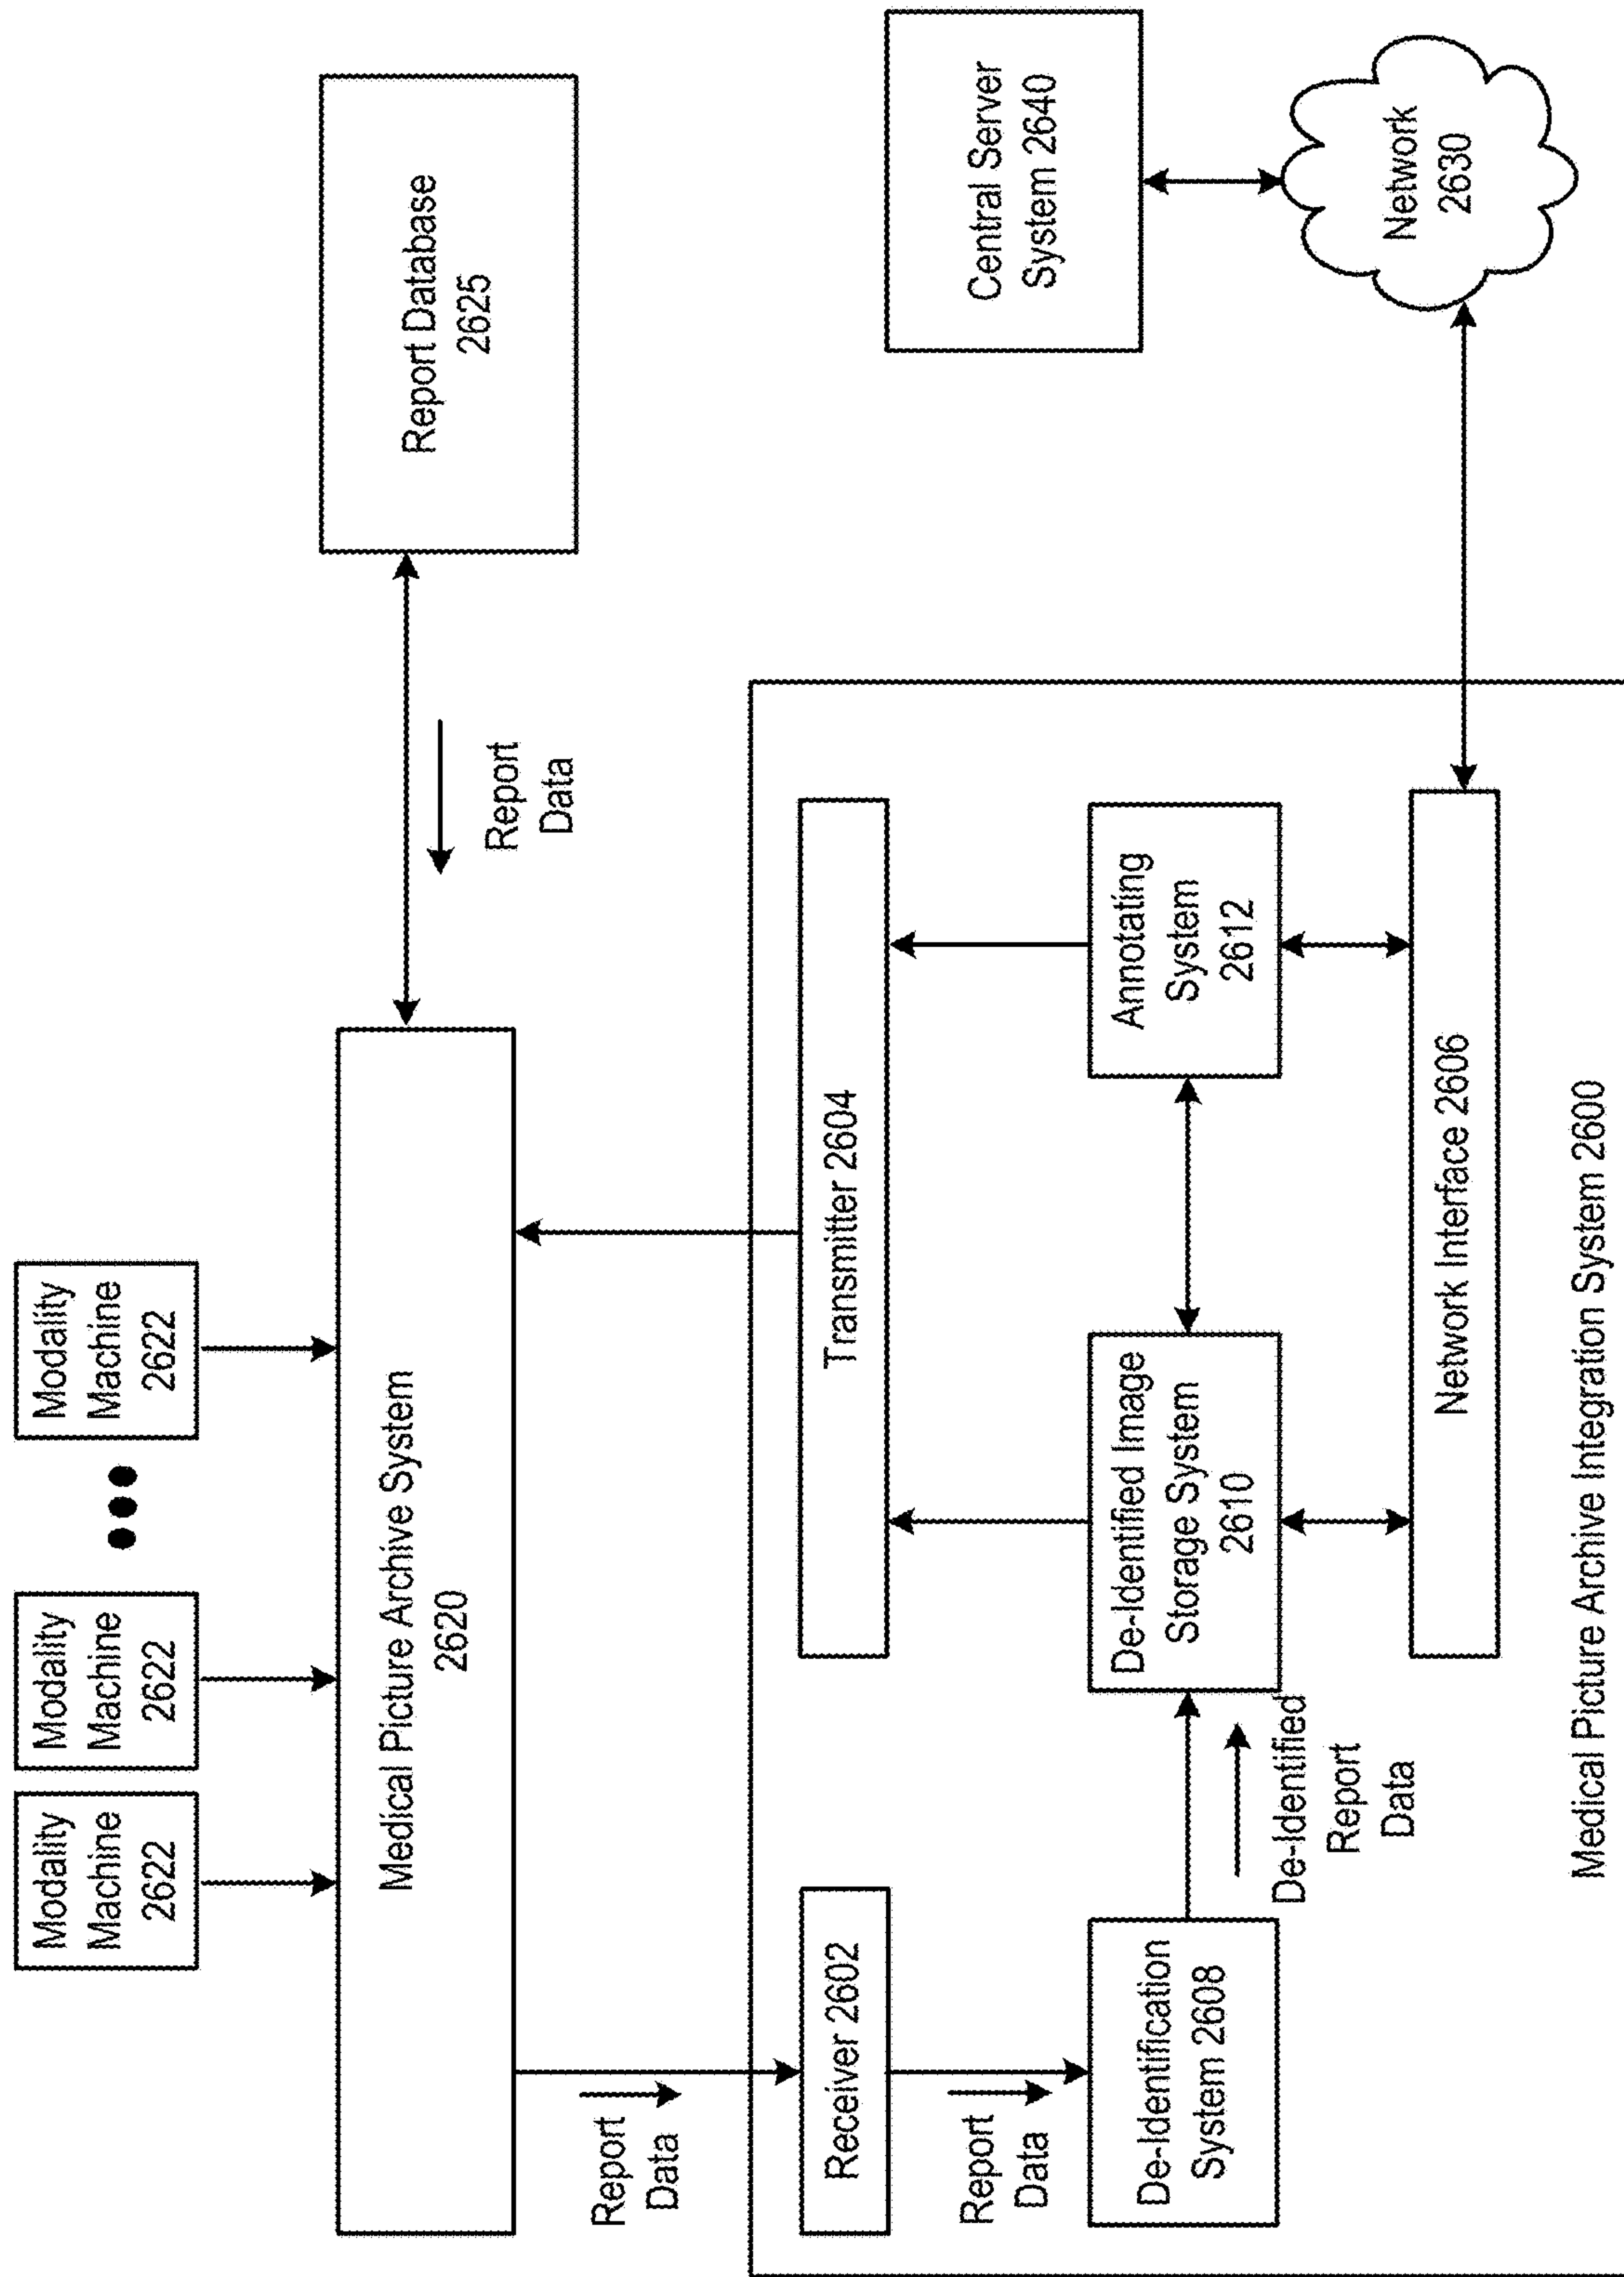 Modality
Machine
2622
Modality
Machine
2622
Modality
Machine
2622
Medical Picture Archive System
2620
Report Database
2625
Report
Data
Report
Data
Receiver 2602
Transmitter 2604
Report
Data
De-Identification
System 2608
De-Identified
Report
Data
De-Identified Image
Storage System
2610
Annotating
System
2612
Network Interface 2606
Medical Picture Archive Integration System 2600
Central Server
System 2640
Network
2630